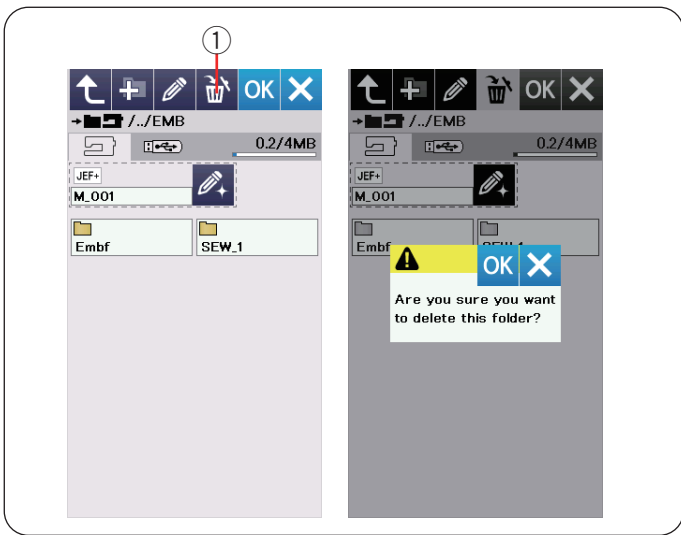 1
OK
→ /../EMB
0.2/4MB
JEF+
M_001
Embf
SEW_1
OK
→ /../EMB
0.2/4MB
JEF+
M_001
Embf
OK
Are you sure you want
to delete this folder?